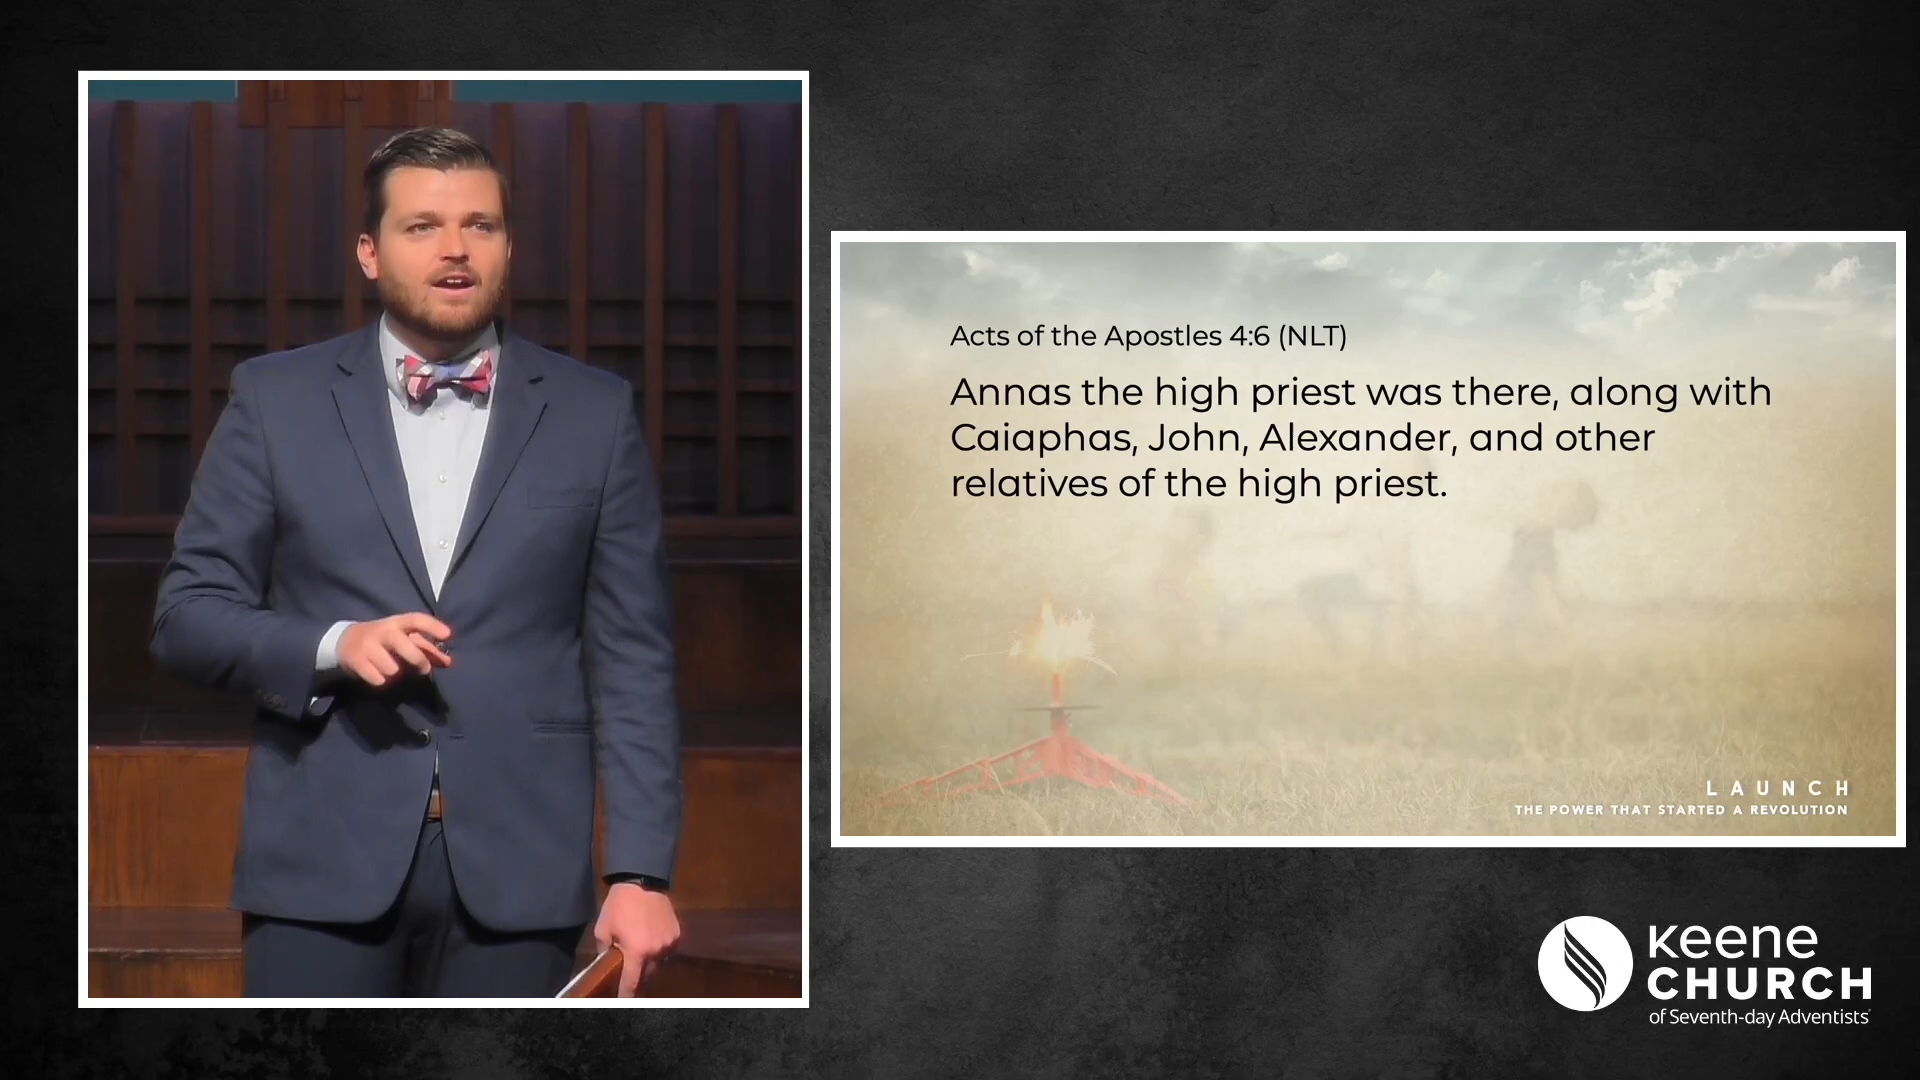 Acts of the Apostles 4:6 (NLT)
Annas the high priest was there, along with
Caiaphas, John, Alexander, and other
relatives of the high priest.
LAUNCH
THE POWER THAT STARTED A REVOLUTION
Keene
CHURCH
of Seventh-day Adventists